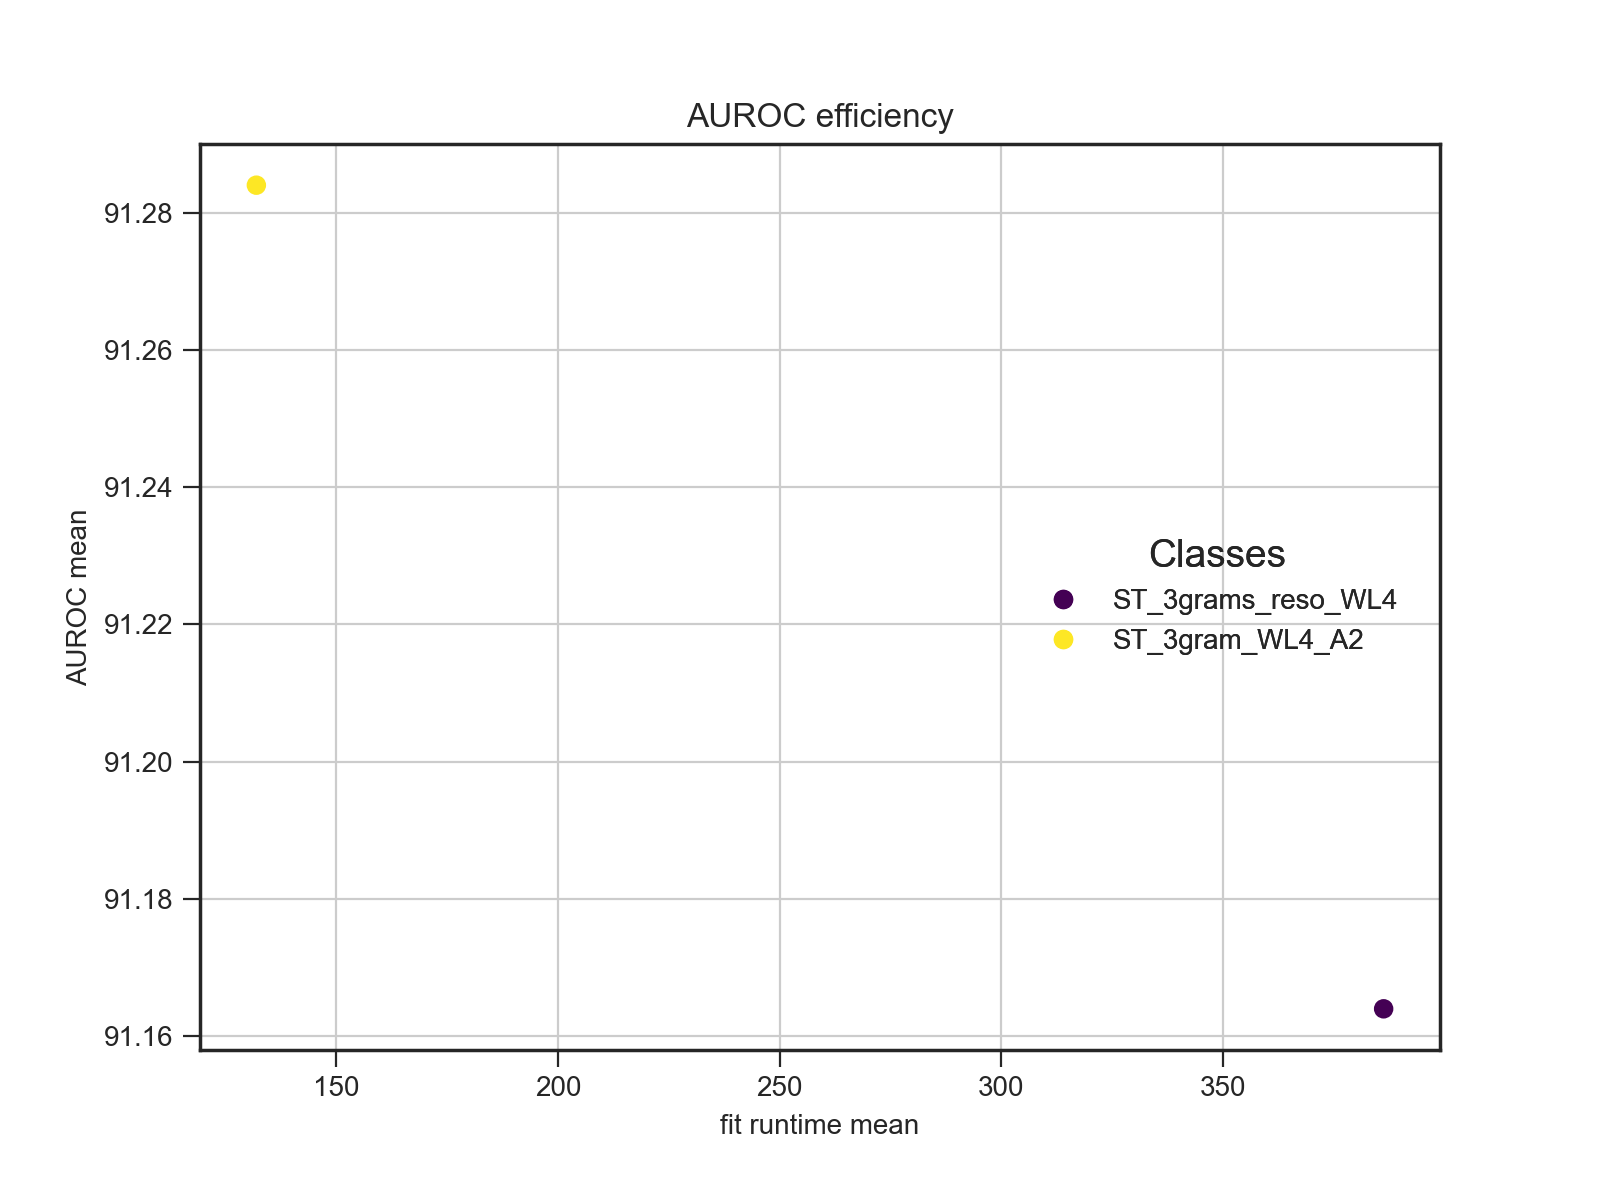 AUROC efficiency
91.28
91.26
91.24
91.22
91.20
91.18
91.16
AUROC mean
Classes
ST_3grams_reso_WL4
ST_3gram_WL4_A2
150 200 250 300 350
fit runtime mean